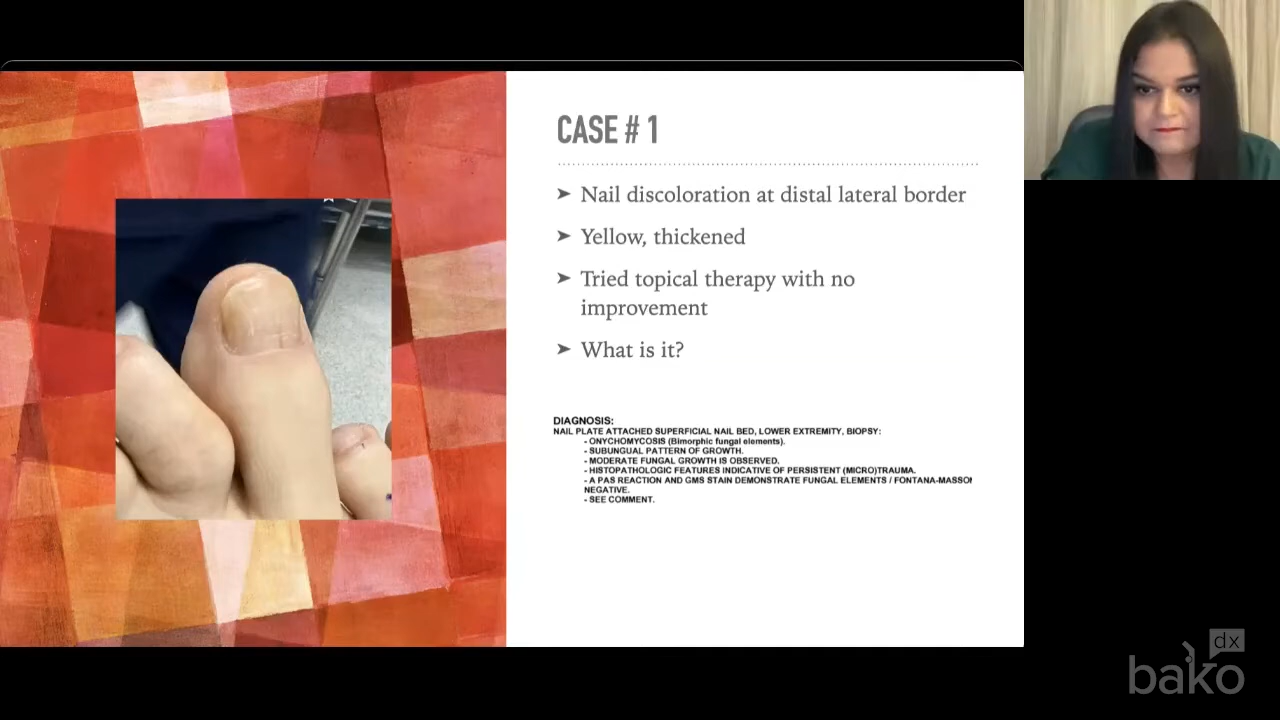 CASE # 1
➤ Nail discoloration at distal lateral border
➤ Yellow, thickened
➤ Tried topical therapy with no
improvement
➤ What is it?
DIAGNOSIS:
NAIL PLATE ATTACHED SUPERFICIAL NAIL BED, LOWER EXTREMITY, BIOPSY:
- ONYCHOMYCOSIS (Bimorphic fungal elements).
- SUBUNGUAL PATTERN OF GROWTH.
- MODERATE FUNGAL GROWTH IS OBSERVED.
- HISTOPATHOLOGIC FEATURES INDICATIVE OF PERSISTENT (MICRO)TRAUMA.
- A PAS REACTION AND GMS STAIN DEMONSTRATE FUNGAL ELEMENTS / FONTANA-MASSO
NEGATIVE.
- SEE COMMENT.
dx
bako